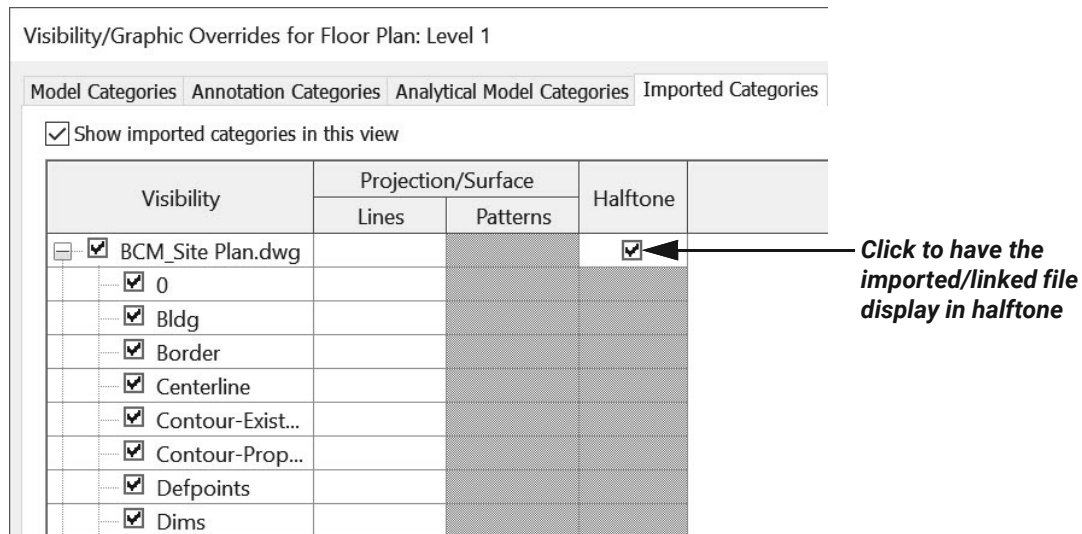 Visibility/Graphic Overrides for Floor Plan: Level 1
Model Categories Annotation Categories Analytical Model Categories Imported Categories
Show imported categories in this view
Visibility Projection/Surface Halftone
Lines Patterns
BCM_Site Plan.dwg
Click to have the
imported/linked file
display in halftone
0
Bldg
Border
Centerline
Contour-Exist...
Contour-Prop...
Defpoints
Dims